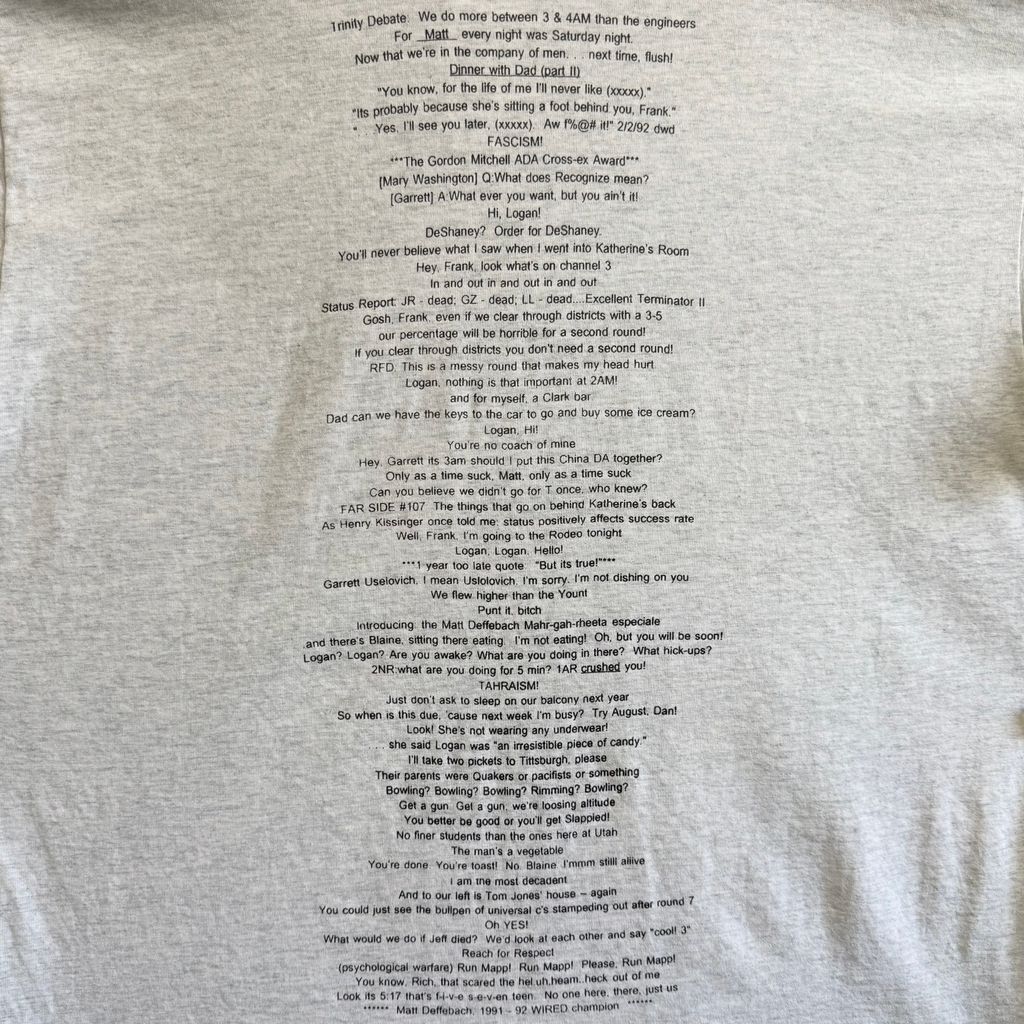 Trinity Debate: We do more between 3 & 4AM than the engineers
For _Matt_ every night was Saturday night.
Now that we're in the company of men. . . next time, flush!
Dinner with Dad (part II)
"You know, for the life of me I'll never like (xxxxx)."
"Its probably because she's sitting a foot behind you, Frank."
". . Yes, I'll see you later, (xxxxx). Aw f%@# it!" 2/2/92 dwd
FASCISM!
***The Gordon Mitchell ADA Cross-ex Award***
[Mary Washington] Q:What does Recognize mean?
[Garrett] A:What ever you want, but you ain't it!
Hi, Logan!
DeShaney? Order for DeShaney.
You'll never believe what I saw when I went into Katherine's Room
Hey, Frank, look what's on channel 3
In and out in and out in and out
Status Report: JR - dead; GZ - dead; LL - dead....Excellent Terminator II
Gosh, Frank, even if we clear through districts with a 3-5
our percentage will be horrible for a second round!
If you clear through districts you don't need a second round!
RFD: This is a messy round that makes my head hurt
Logan, nothing is that important at 2AM!
and for myself, a Clark bar
Dad can we have the keys to the car to go and buy some ice cream?
Logan, Hi!
You're no coach of mine
Hey, Garrett its 3am should I put this China DA together?
Only as a time suck, Matt, only as a time suck
Can you believe we didn't go for T once, who knew?
FAR SIDE #107 The things that go on behind Katherine's back
As Henry Kissinger once told me: status positively affects success rate
Well, Frank, I'm going to the Rodeo tonight
Logan, Logan, Hello!
***1 year too late quote "But its true!"***
Garrett Uselovich, I mean Uslolovich, I'm sorry, I'm not dishing on you
We flew higher than the Yount
Punt it, bitch
Introducing: the Matt Deffebach Mahr-gah-rheeta especiale
.and there's Blaine, sitting there eating. I'm not eating! Oh, but you will be soon!
Logan? Logan? Are you awake? What are you doing in there? What hick-ups?
2NR:what are you doing for 5 min? 1AR crushed you!
TAHRAISM!
Just don't ask to sleep on our balcony next year
So when is this due, 'cause next week I'm busy? Try August, Dan!
Look! She's not wearing any underwear!
. . . she said Logan was "an irresistible piece of candy."
I'll take two pickets to Tittsburgh, please
Their parents were Quakers or pacifists or something
Bowling? Bowling? Bowling? Rimming? Bowling?
Get a gun Get a gun, we're loosing altitude
You better be good or you'll get Slappied!
No finer students than the ones here at Utah
The man's a vegetable
You're done. You're toast! No, Blaine, I'mmm stilll allive
I am the most decadent
And to our left is Tom Jones' house – again
You could just see the bullpen of universal c's stampeding out after round 7
Oh YES!
What would we do if Jeff died? We'd look at each other and say "cool! 3"
Reach for Respect
(psychological warfare) Run Mapp! Run Mapp! Please, Run Mapp!
You know, Rich, that scared the hel.uh.heam..heck out of me
Look its 5:17 that's f-i-v-e s-e-v-en teen. No one here, there, just us
****** Matt Deffebach, 1991 - 92 WIRED champion ******